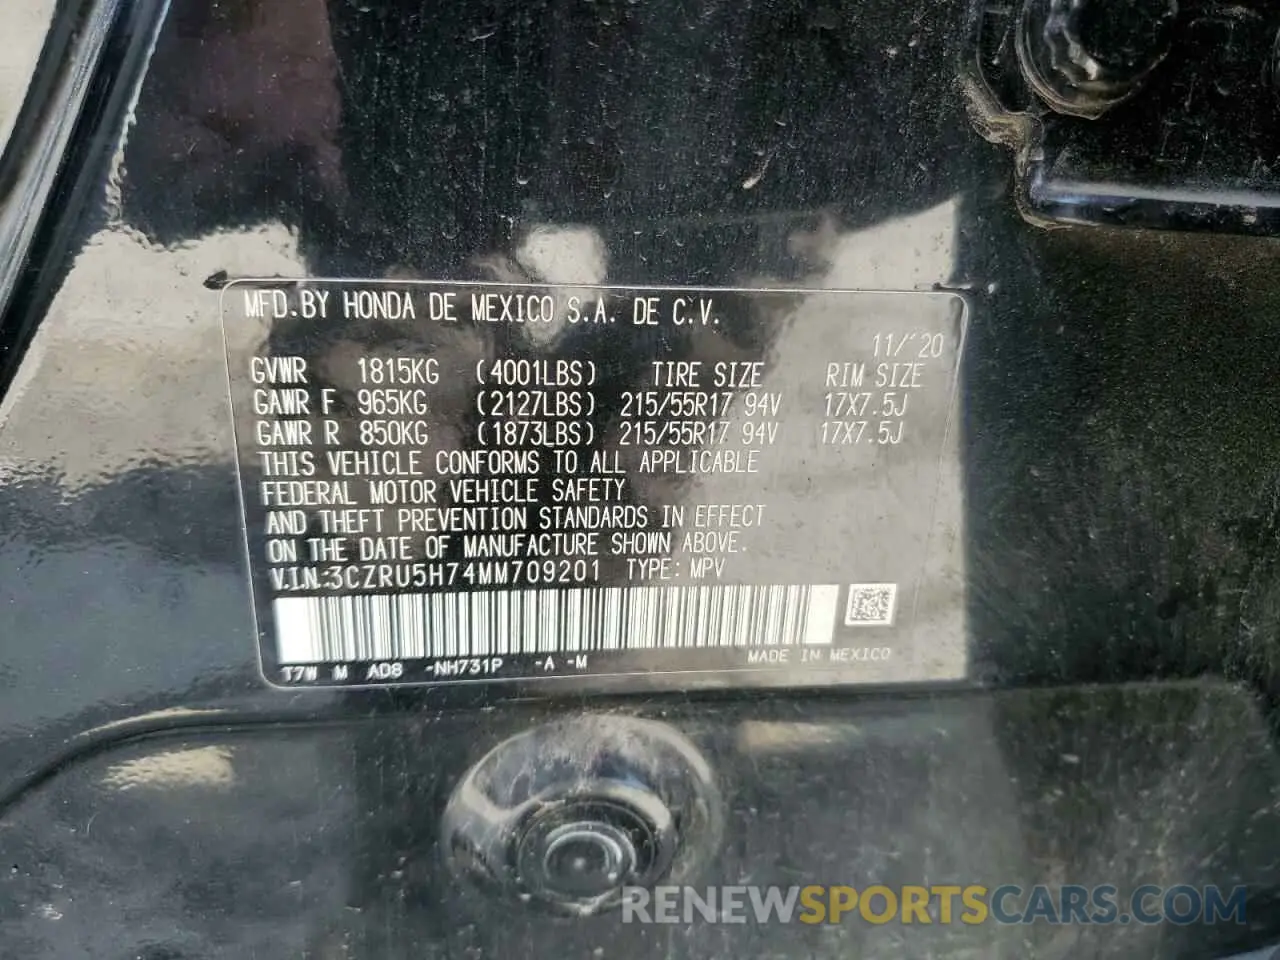 MFD.BY HONDA DE MEXICO S.A. DE C.V.
11/'20
GVWR 1815KG (4001LBS) TIRE SIZE RIM SIZE
GAWR F 965KG (2127LBS) 215/55R17 94V 17X7.5J
GAWR R 850KG (1873LBS) 215/55R17 94V 17X7.5J
THIS VEHICLE CONFORMS TO ALL APPLICABLE
FEDERAL MOTOR VEHICLE SAFETY
AND THEFT PREVENTION STANDARDS IN EFFECT
ON THE DATE OF MANUFACTURE SHOWN ABOVE.
V.I.N.:3CZRU5H74MM709201 TYPE: MPV
T7W M AD8 -NH731P -A -M MADE IN MEXICO
RENEWSPORTSCARS.COM